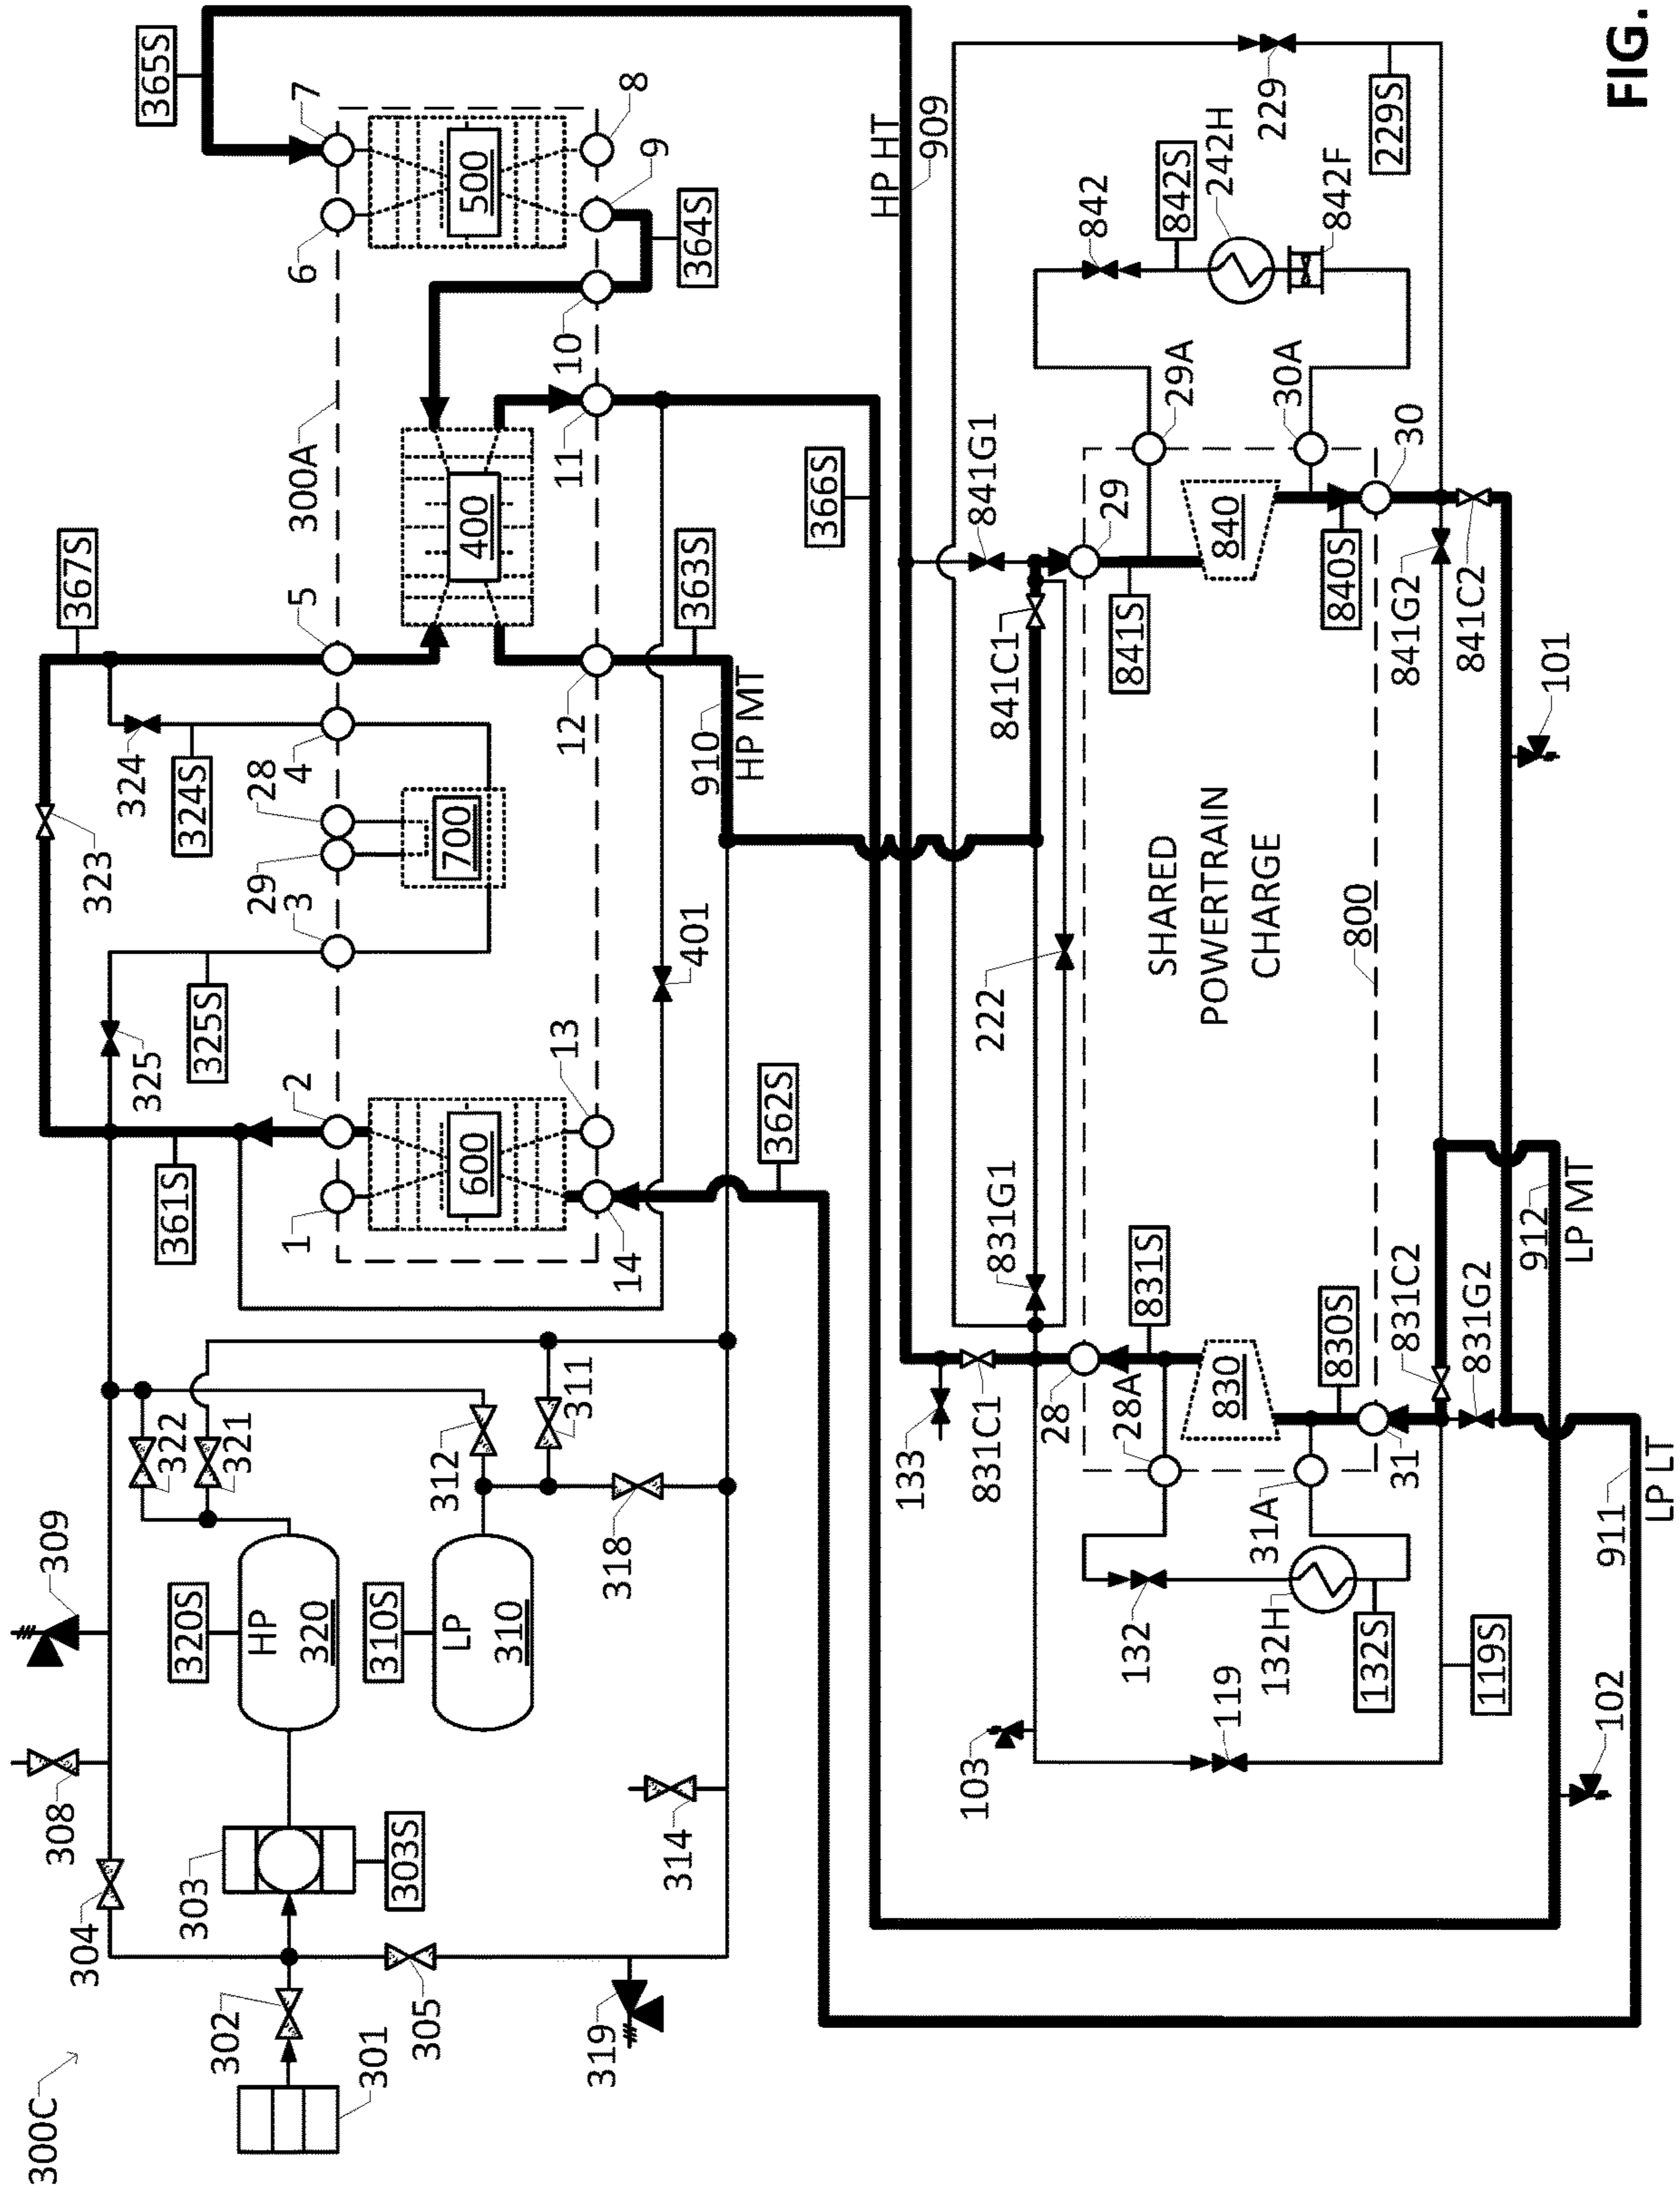 300C
301
302
303
303S
304
305
308
309
314
319
HP
320
320S
LP
310
310S
312
311
318
322
321
361S
325
325S
323
324
324S
367S
300A
365S
1
2
3
29
28
4
5
6
7
600
700
400
500
14
13
12
11
10
9
8
362S
401
363S
364S
366S
910
HP MT
HP HT
909
133
831C1
28
28A
831S
831G1
222
841C1
841G1
29
841S
29A
842
842S
242H
842F
229
229S
103
119
119S
132
132H
132S
31A
31
830
830S
831C2
831G2
SHARED
POWERTRAIN
CHARGE
800
840
840S
30A
30
841G2
841C2
101
102
912
LP MT
911
LP LT
FIG.